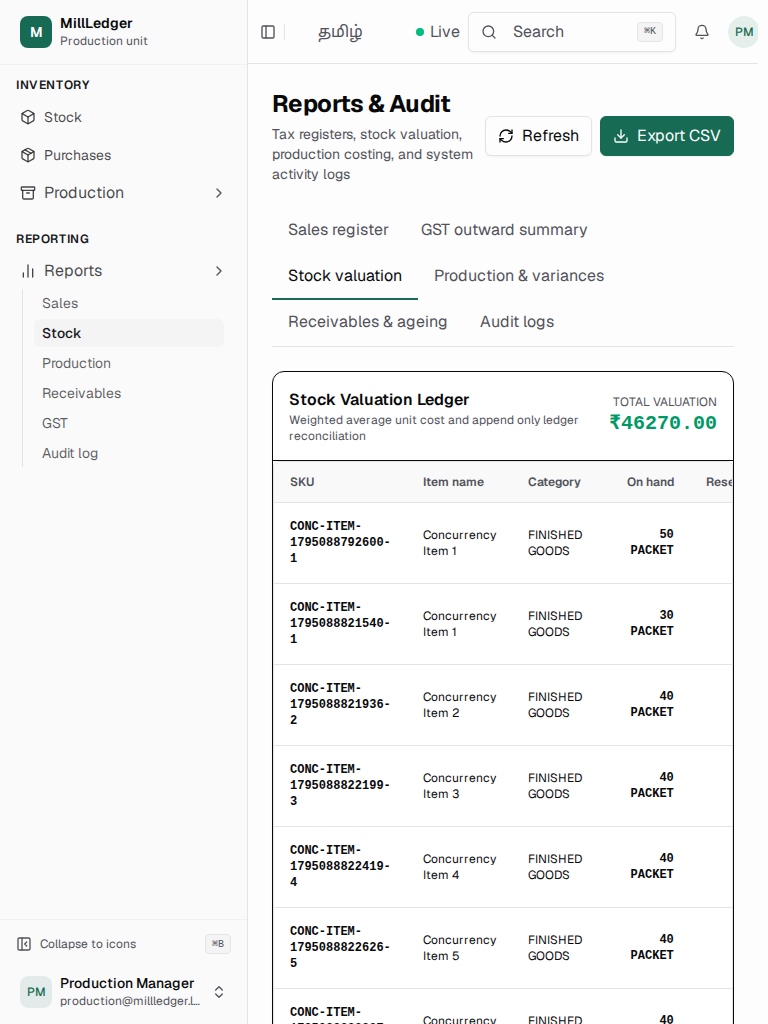 M
MillLedger
Production unit
INVENTORY
Stock
Purchases
Production
REPORTING
Reports
Sales
Stock
Production
Receivables
GST
Audit log
Collapse to icons
⌘B
PM
Production Manager
production@millledger.l...
தமிழ்
Live
Search
⌘K
PM
Reports & Audit
Tax registers, stock valuation,
production costing, and system
activity logs
Refresh
Export CSV
Sales register
GST outward summary
Stock valuation
Production & variances
Receivables & ageing
Audit logs
Stock Valuation Ledger
Weighted average unit cost and append only ledger
reconciliation
TOTAL VALUATION
₹46270.00
SKU Item name Category On hand
CONC-ITEM-
1795088792600-
1
Concurrency
Item 1
FINISHED
GOODS
50
PACKET
CONC-ITEM-
1795088821540-
1
Concurrency
Item 1
FINISHED
GOODS
30
PACKET
CONC-ITEM-
1795088821936-
2
Concurrency
Item 2
FINISHED
GOODS
40
PACKET
CONC-ITEM-
1795088822199-
3
Concurrency
Item 3
FINISHED
GOODS
40
PACKET
CONC-ITEM-
1795088822419-
4
Concurrency
Item 4
FINISHED
GOODS
40
PACKET
CONC-ITEM-
1795088822626-
5
Concurrency
Item 5
FINISHED
GOODS
40
PACKET
CONC-ITEM-
Concurrency
FINISHED
40